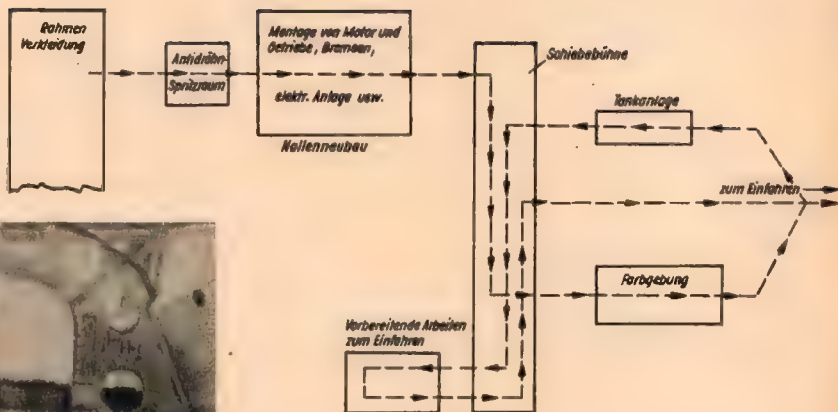 Rahmen
Verkleidung
Antidröhn-
Spritzraum
Montage von Motor und
Getriebe, Bremsen,
elektr. Anlage usw.
Hallenneubau
Schiebebühne
Tankanlage
zum Einfahren
Farbgebung
Vorbereitende Arbeiten
zum Einfahren